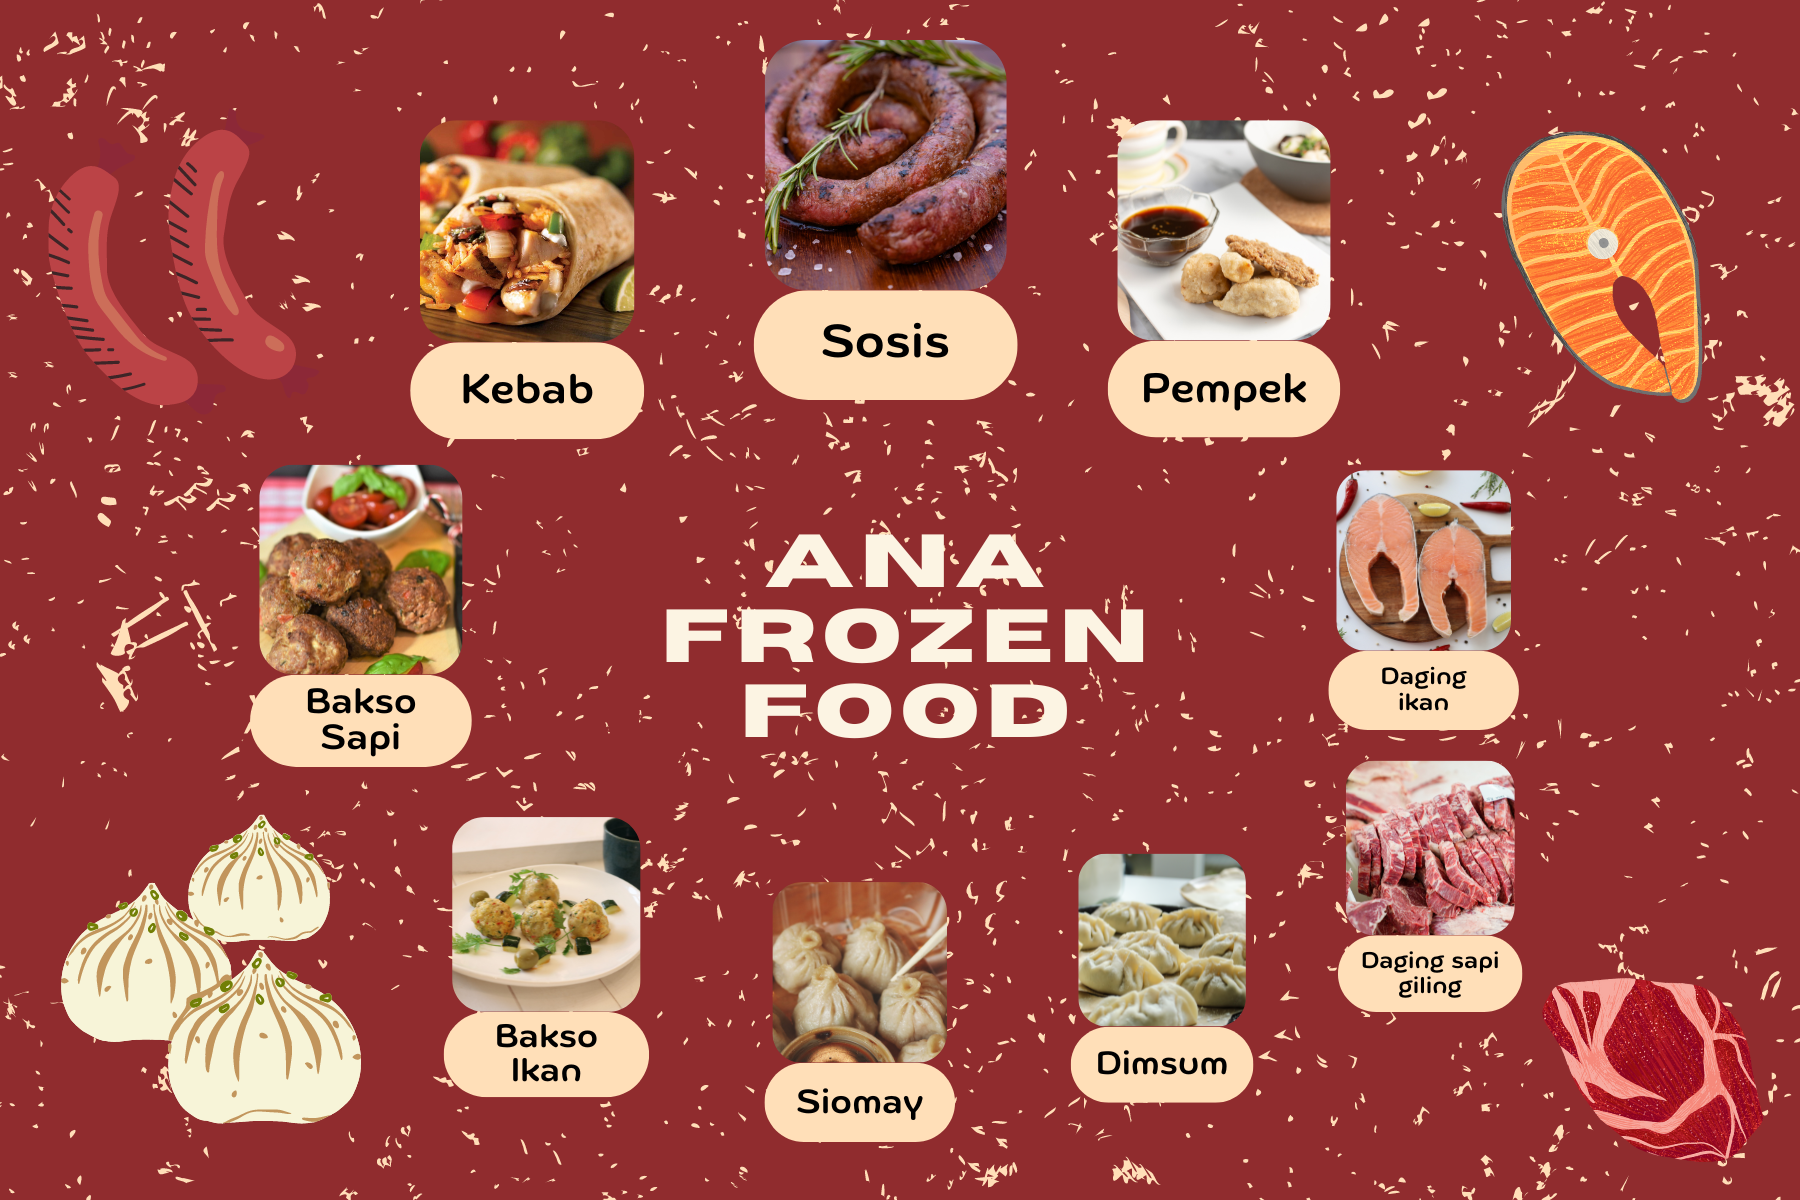 Sosis
Kebab
Pempek
ANA
FROZEN
FOOD
Bakso
Sapi
Daging
ikan
Daging sapi
giling
Bakso
Ikan
Siomay
Dimsum